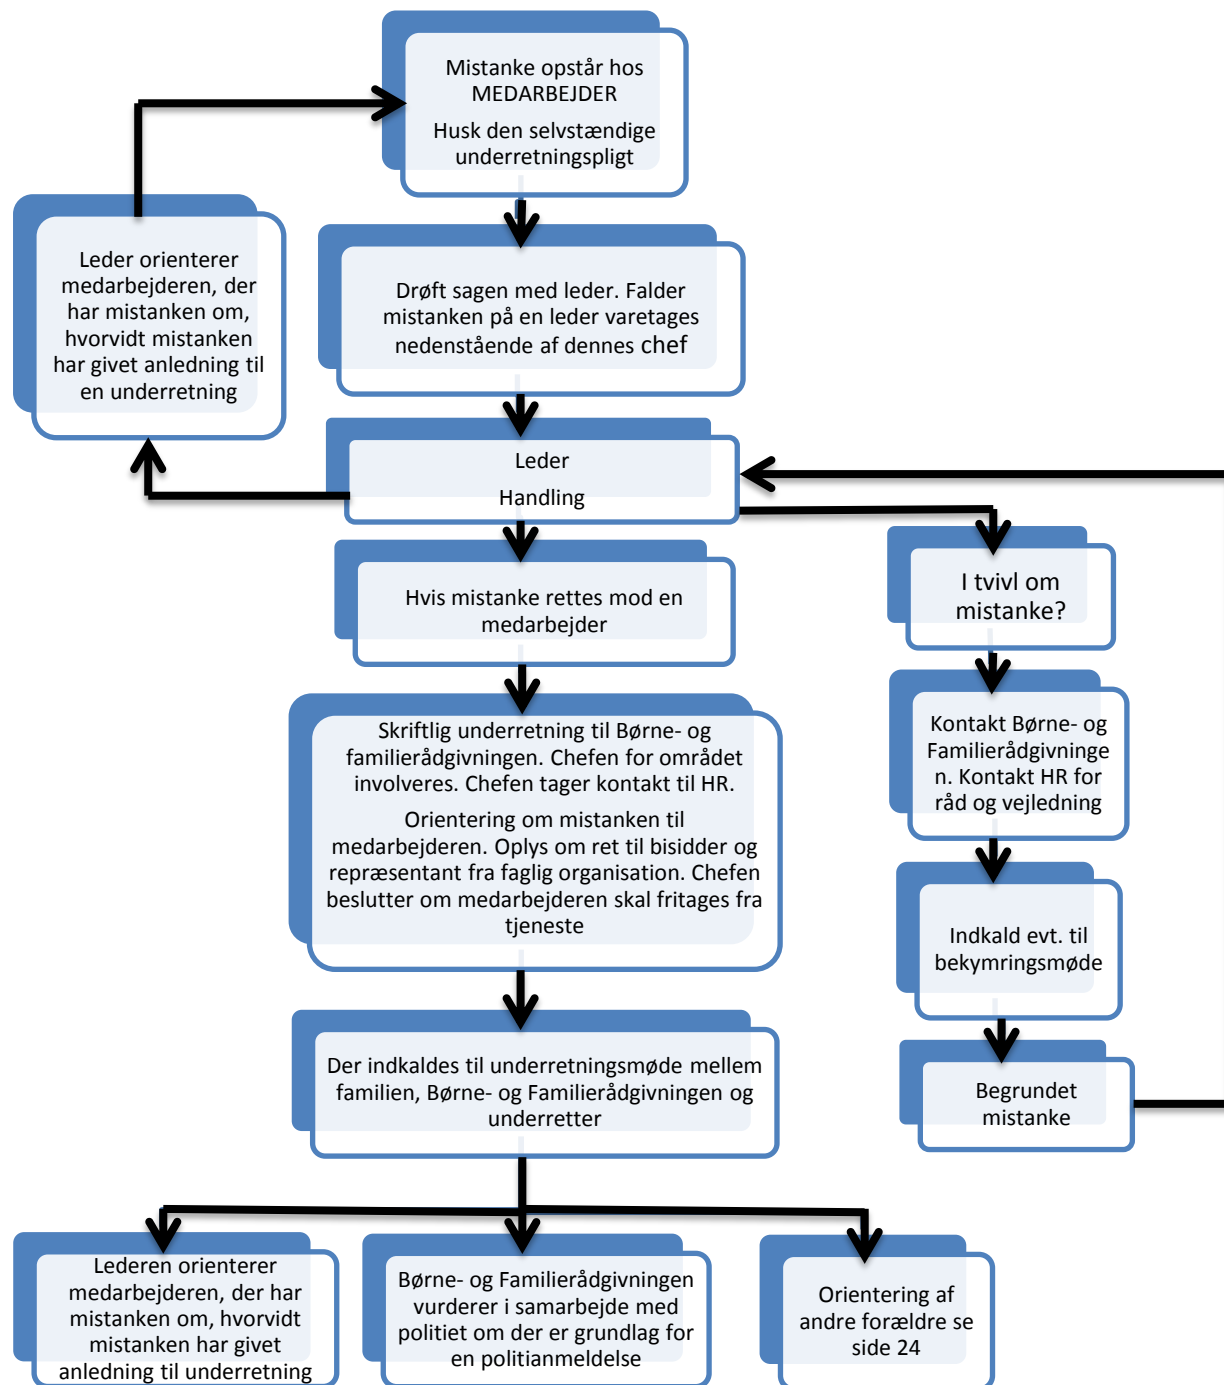 Mistanke opstår hos
MEDARBEJDER
Husk den selvstændige
underretningspligt
Leder orienterer
medarbejderen, der
har mistanken om,
hvorvidt mistanken
har givet anledning til
en underretning
Drøft sagen med leder. Falder
mistanken på en leder varetages
nedenstående af dennes chef
Leder
Handling
Hvis mistanke rettes mod en
medarbejder
I tvivl om
mistanke?
Skriftlig underretning til Børne- og
familierådgivningen. Chefen for området
involveres. Chefen tager kontakt til HR.
Orientering om mistanken til
medarbejderen. Oplys om ret til bisidder og
repræsentant fra faglig organisation. Chefen
beslutter om medarbejderen skal fritages fra
tjeneste
Kontakt Børne- og
Familierådgivninge
n. Kontakt HR for
råd og vejledning
Indkald evt. til
bekymringsmøde
Der indkaldes til underretningsmøde mellem
familien, Børne- og Familierådgivningen og
underretter
Begrundet
mistanke
Lederen orienterer
medarbejderen, der har
mistanken om, hvorvidt
mistanken har givet
anledning til underretning
Børne- og Familierådgivningen
vurderer i samarbejde med
politiet om der er grundlag for
en politianmeldelse
Orientering af
andre forældre se
side 24